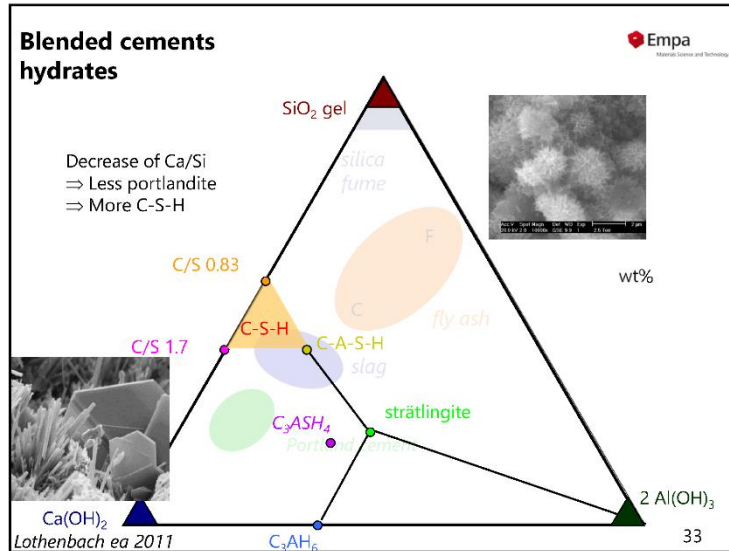 Blended cements
hydrates
Empa
Materials Science and Technology
SiO₂ gel
Decrease of Ca/Si
⇒ Less portlandite
⇒ More C-S-H
silica
fume
F
C/S 0.83
wt%
C
fly ash
C-S-H
C/S 1.7
C-A-S-H
slag
strätlingite
C₃ASH₄
Portland cement
2 Al(OH)₃
Ca(OH)₂
C₃AH₆
Lothenbach ea 2011
33